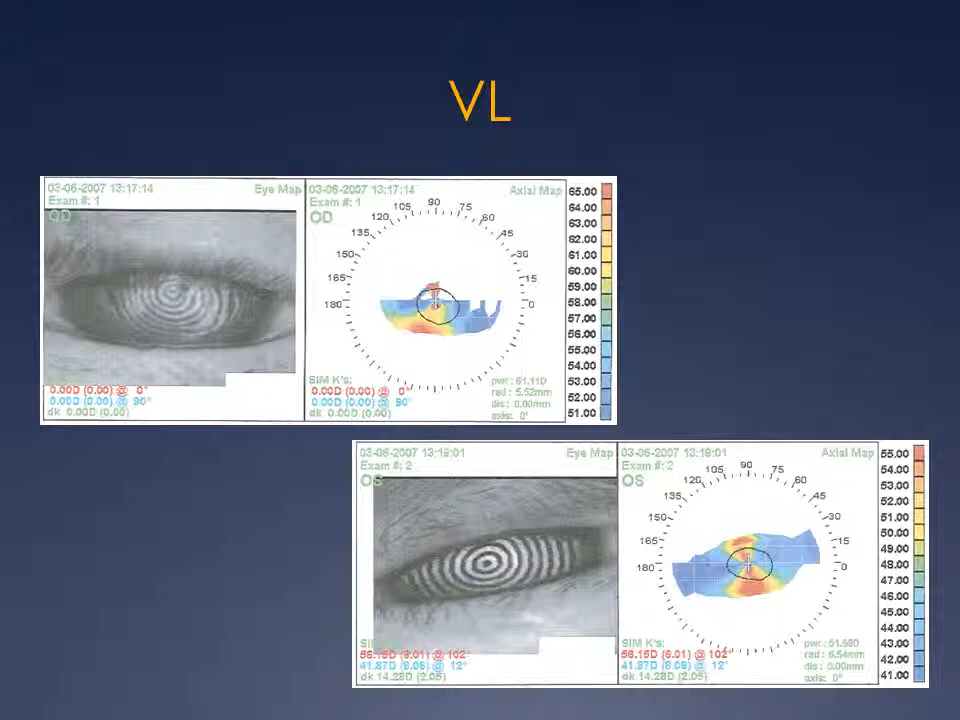 VL
03-06-2007 13:17:14 Eye Map
Exam #: 1
OD
0.00D (0.00) @ 0°
0.00D (0.00) @ 90°
dk 0.00D (0.00)
03-06-2007 13:17:14 Axial Map
Exam #: 1
OD
105 90 75
120 60
135 45
150 30
165 15
180 0
SIM K's:
0.00D (0.00) @ 0°
0.00D (0.00) @ 90°
dk 0.00D (0.00)
pwr: 61.11D
rad: 5.52mm
dis: 0.00mm
axis: 0°
65.00
64.00
63.00
62.00
61.00
60.00
59.00
58.00
57.00
56.00
55.00
54.00
53.00
52.00
51.00
03-06-2007 13:19:01 Eye Map
Exam #: 2
OS
@ 102°
@ 12°
dk 14.28D (2.05)
03-06-2007 13:19:01 Axial Map
Exam #: 2
OS
105 90 75
120 60
135 45
150 30
165 15
180 0
SIM K's:
@ 102°
@ 12°
dk 14.28D (2.05)
rad: 6.54mm
dis: 0.00mm
axis: 0°
55.00
54.00
53.00
52.00
51.00
50.00
49.00
48.00
47.00
46.00
45.00
44.00
43.00
42.00
41.00